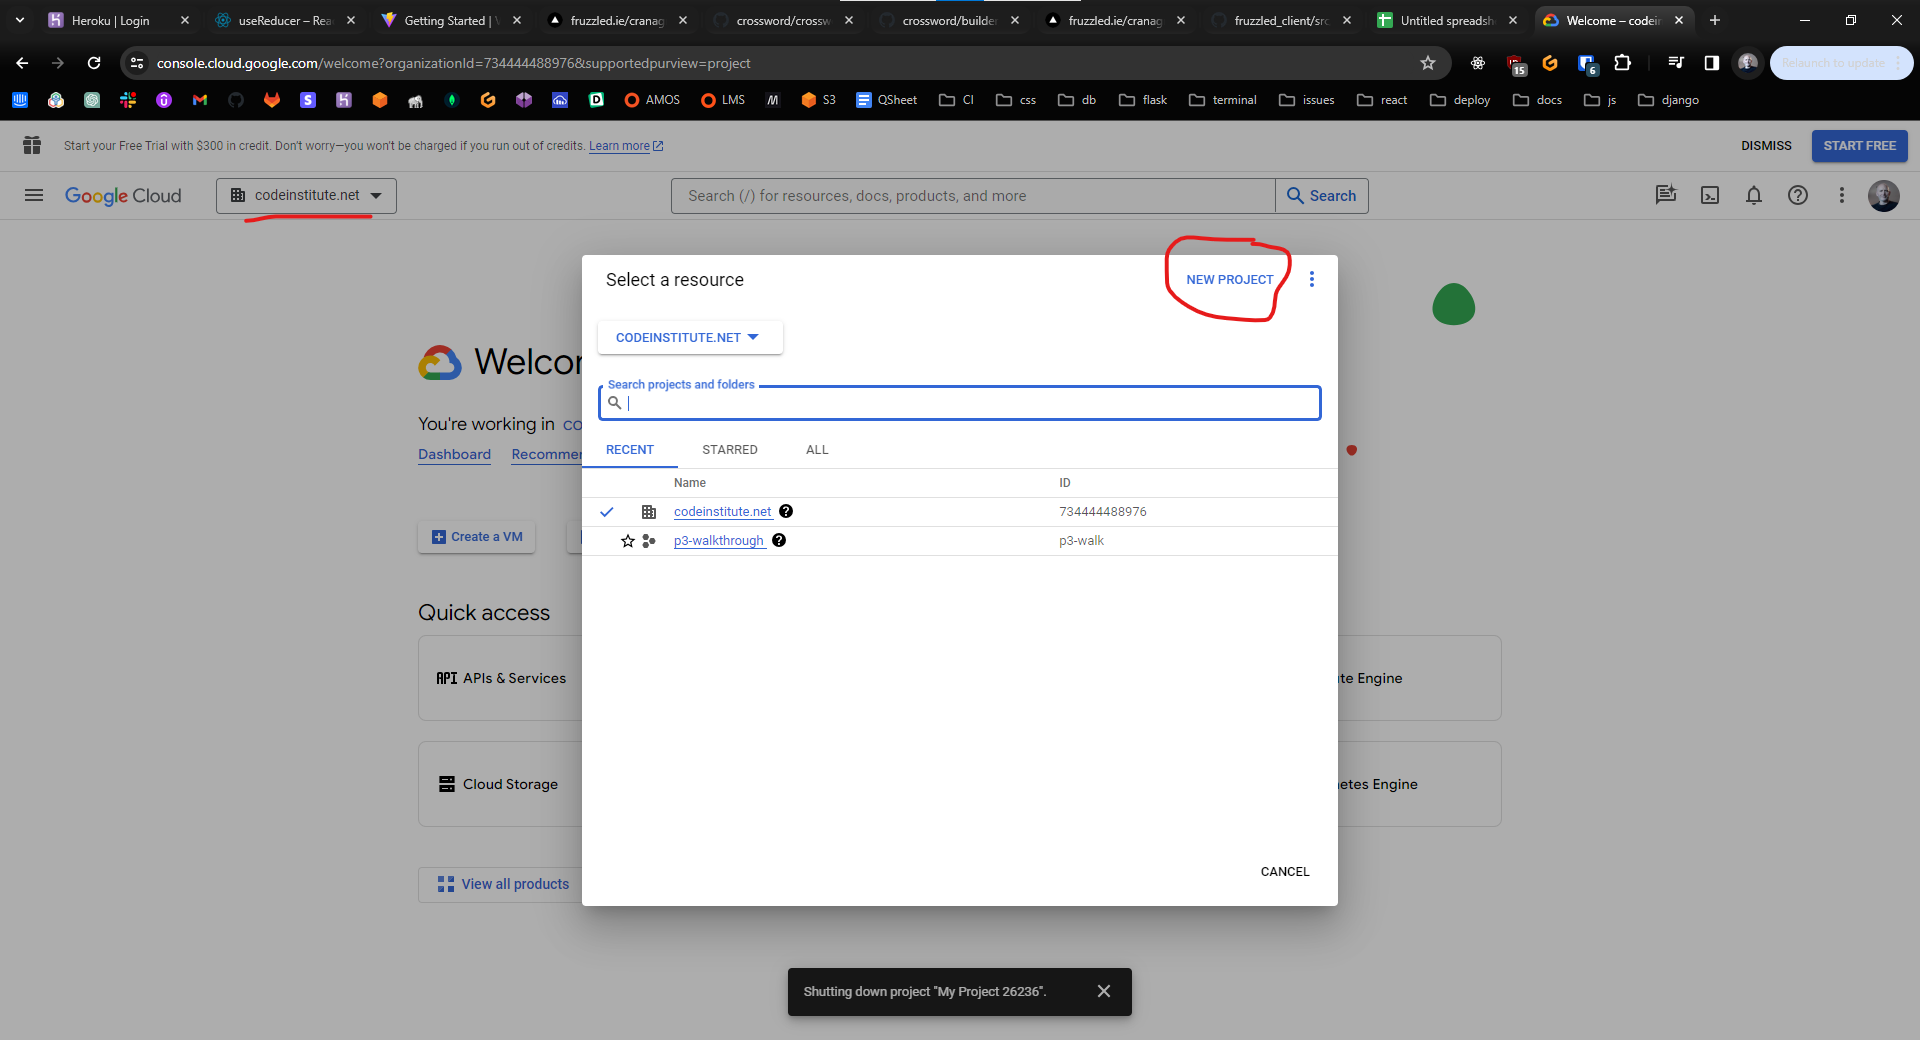 Heroku | Login
useReducer – Rea
Getting Started | V
fruzzled.ie/cranag
crossword/crossw
crossword/builde
fruzzled.ie/cranag
fruzzled_client/src
Untitled spreadsh
Welcome – codein
console.cloud.google.com/welcome?organizationId=734444488976&supportedpurview=project
15
6
Relaunch to update
AMOS
LMS
S3
QSheet
CI
css
db
flask
terminal
issues
react
deploy
docs
js
django
Start your Free Trial with $300 in credit. Don't worry—you won't be charged if you run out of credits. Learn more
DISMISS
START FREE
Google Cloud
codeinstitute.net
Search (/) for resources, docs, products, and more
Search
Select a resource
NEW PROJECT
CODEINSTITUTE.NET
Welcor
Search projects and folders
You're working in co
RECENT
STARRED
ALL
Dashboard
Recommer
Name
ID
codeinstitute.net
734444488976
p3-walkthrough
p3-walk
Create a VM
Quick access
API APIs & Services
te Engine
Cloud Storage
etes Engine
CANCEL
View all products
Shutting down project "My Project 26236".